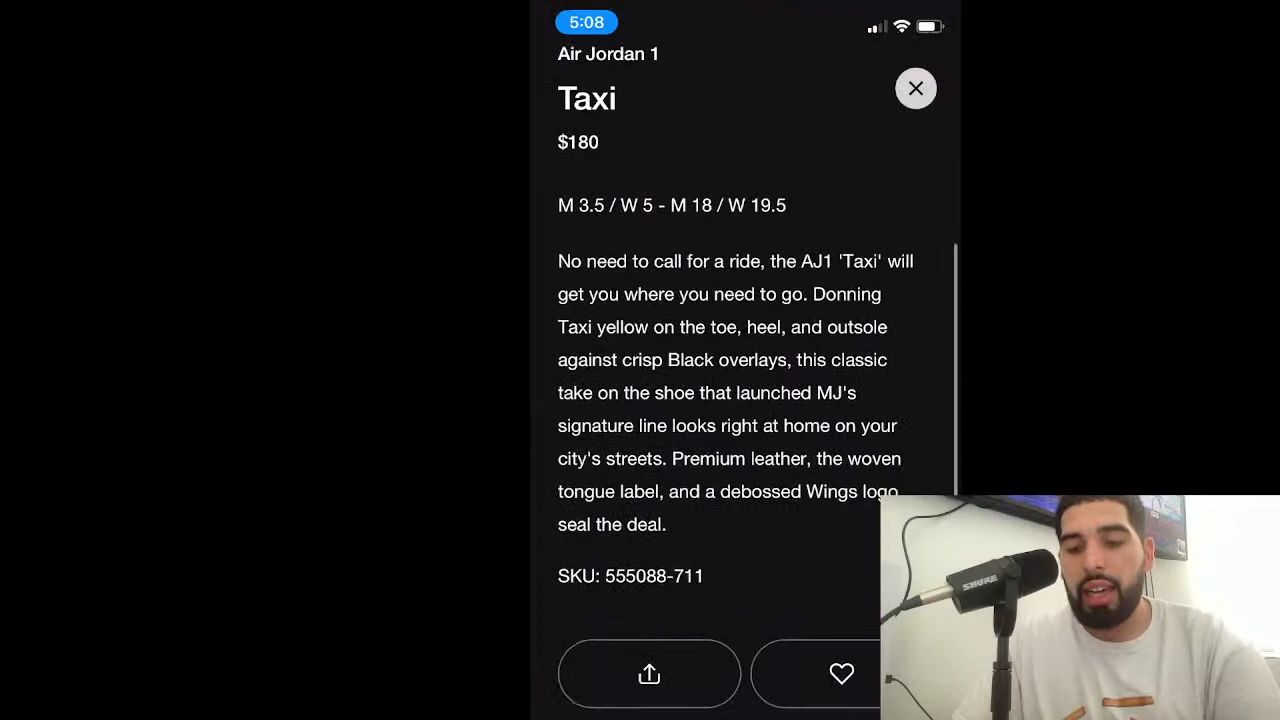 5:08
Air Jordan 1
Taxi
$180
M 3.5 / W 5 - M 18 / W 19.5
No need to call for a ride, the AJ1 'Taxi' will
get you where you need to go. Donning
Taxi yellow on the toe, heel, and outsole
against crisp Black overlays, this classic
take on the shoe that launched MJ's
signature line looks right at home on your
city's streets. Premium leather, the woven
tongue label, and a debossed Wings logo
seal the deal.
SKU: 555088-711
SHURE